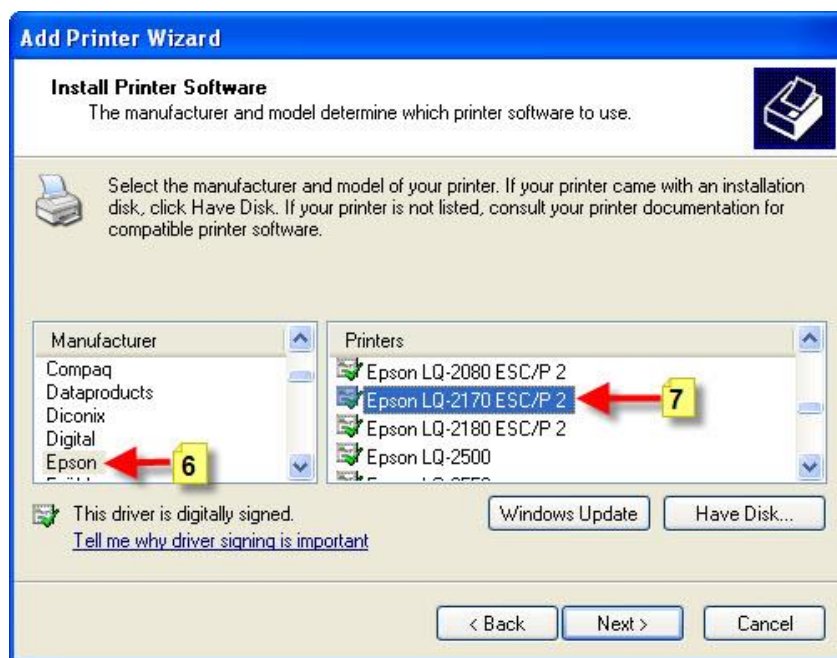 Add Printer Wizard
Install Printer Software
The manufacturer and model determine which printer software to use.
Select the manufacturer and model of your printer. If your printer came with an installation
disk, click Have Disk. If your printer is not listed, consult your printer documentation for
compatible printer software.
Manufacturer
Compaq
Dataproducts
Diconix
Digital
Epson
6
Printers
Epson LQ-2080 ESC/P 2
Epson LQ-2170 ESC/P 2
7
Epson LQ-2180 ESC/P 2
Epson LQ-2500
This driver is digitally signed.
Tell me why driver signing is important
Windows Update
Have Disk...
< Back
Next >
Cancel